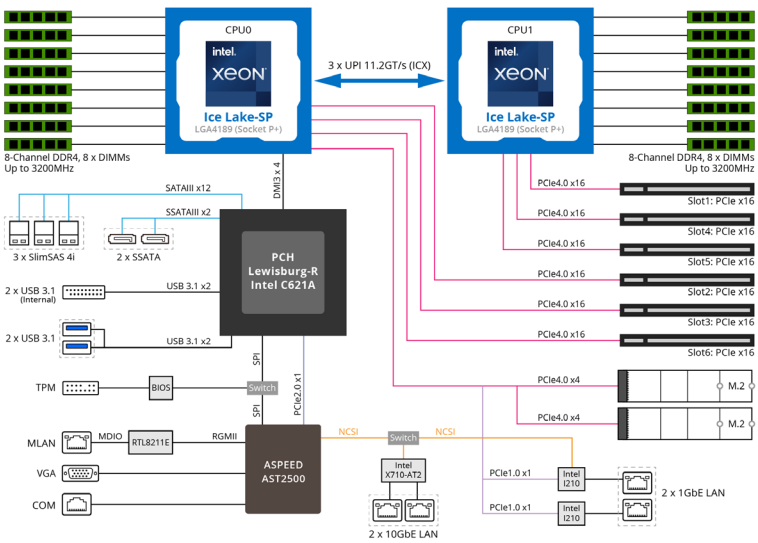 CPU0
intel.
XEON
Ice Lake-SP
LGA4189 (Socket P+)
3 x UPI 11.2GT/s (ICX)
CPU1
intel.
XEON
Ice Lake-SP
LGA4189 (Socket P+)
8-Channel DDR4, 8 x DIMMs
Up to 3200MHz
8-Channel DDR4, 8 x DIMMs
Up to 3200MHz
DMI3 x 4
SATAIII x12
SSATAIII x2
3 x SlimSAS 4i
2 x SSATA
PCH
Lewisburg-R
Intel C621A
PCIe4.0 x16
Slot1: PCIe x16
PCIe4.0 x16
Slot4: PCIe x16
PCIe4.0 x16
Slot5: PCIe x16
PCIe4.0 x16
Slot2: PCIe x16
PCIe4.0 x16
Slot3: PCIe x16
PCIe4.0 x16
Slot6: PCIe x16
2 x USB 3.1
(Internal)
USB 3.1 x2
2 x USB 3.1
USB 3.1 x2
SPI
PCIe2.0 x1
TPM
BIOS
Switch
SPI
PCIe4.0 x4
M.2
PCIe4.0 x4
M.2
MLAN
MDIO
RTL8211E
RGMII
VGA
COM
ASPEED
AST2500
NCSI
Switch
NCSI
Intel
X710-AT2
2 x 10GbE LAN
PCIe1.0 x1
Intel
I210
PCIe1.0 x1
Intel
I210
2 x 1GbE LAN